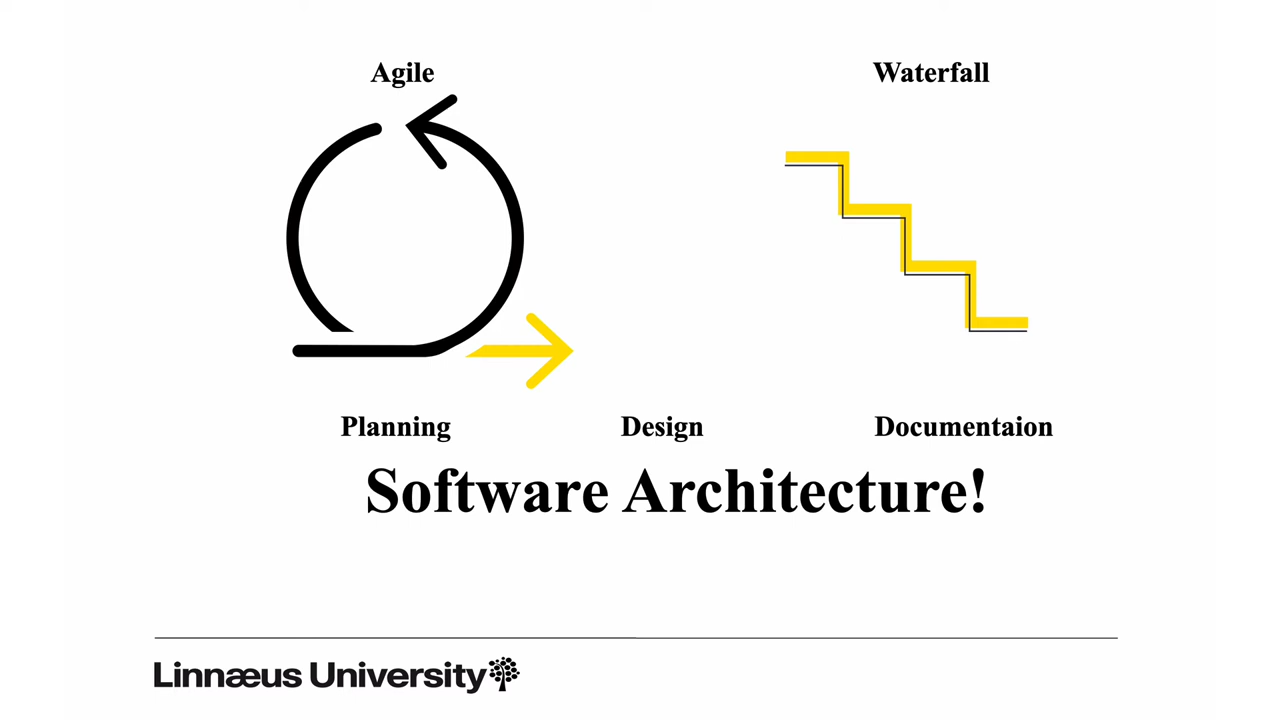 Agile
Waterfall
Planning
Design
Documentaion
Software Architecture!
Linnæus University